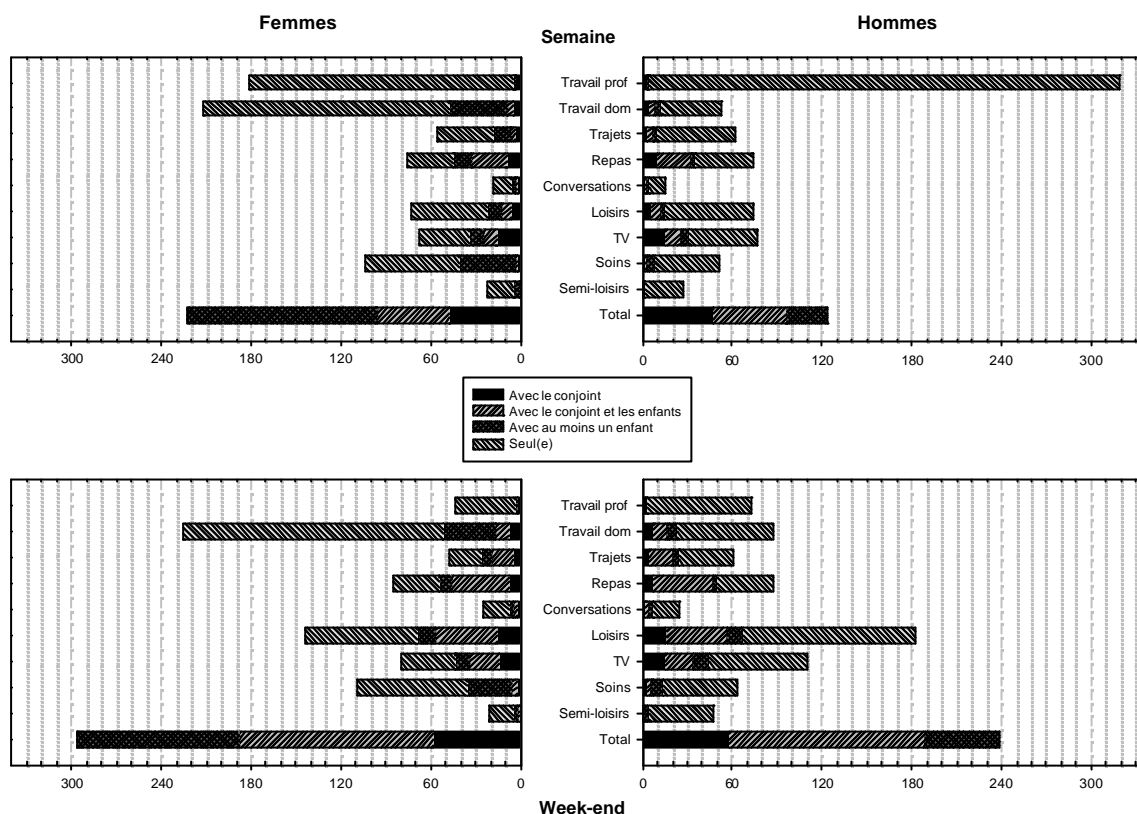 Femmes
Hommes
Semaine
Travail prof
Travail dom
Trajets
Repas
Conversations
Loisirs
TV
Soins
Semi-loisirs
Total
300 240 180 120 60 0
0 60 120 180 240 300
Avec le conjoint
Avec le conjoint et les enfants
Avec au moins un enfant
Seul(e)
Travail prof
Travail dom
Trajets
Repas
Conversations
Loisirs
TV
Soins
Semi-loisirs
Total
300 240 180 120 60 0
0 60 120 180 240 300
Week-end